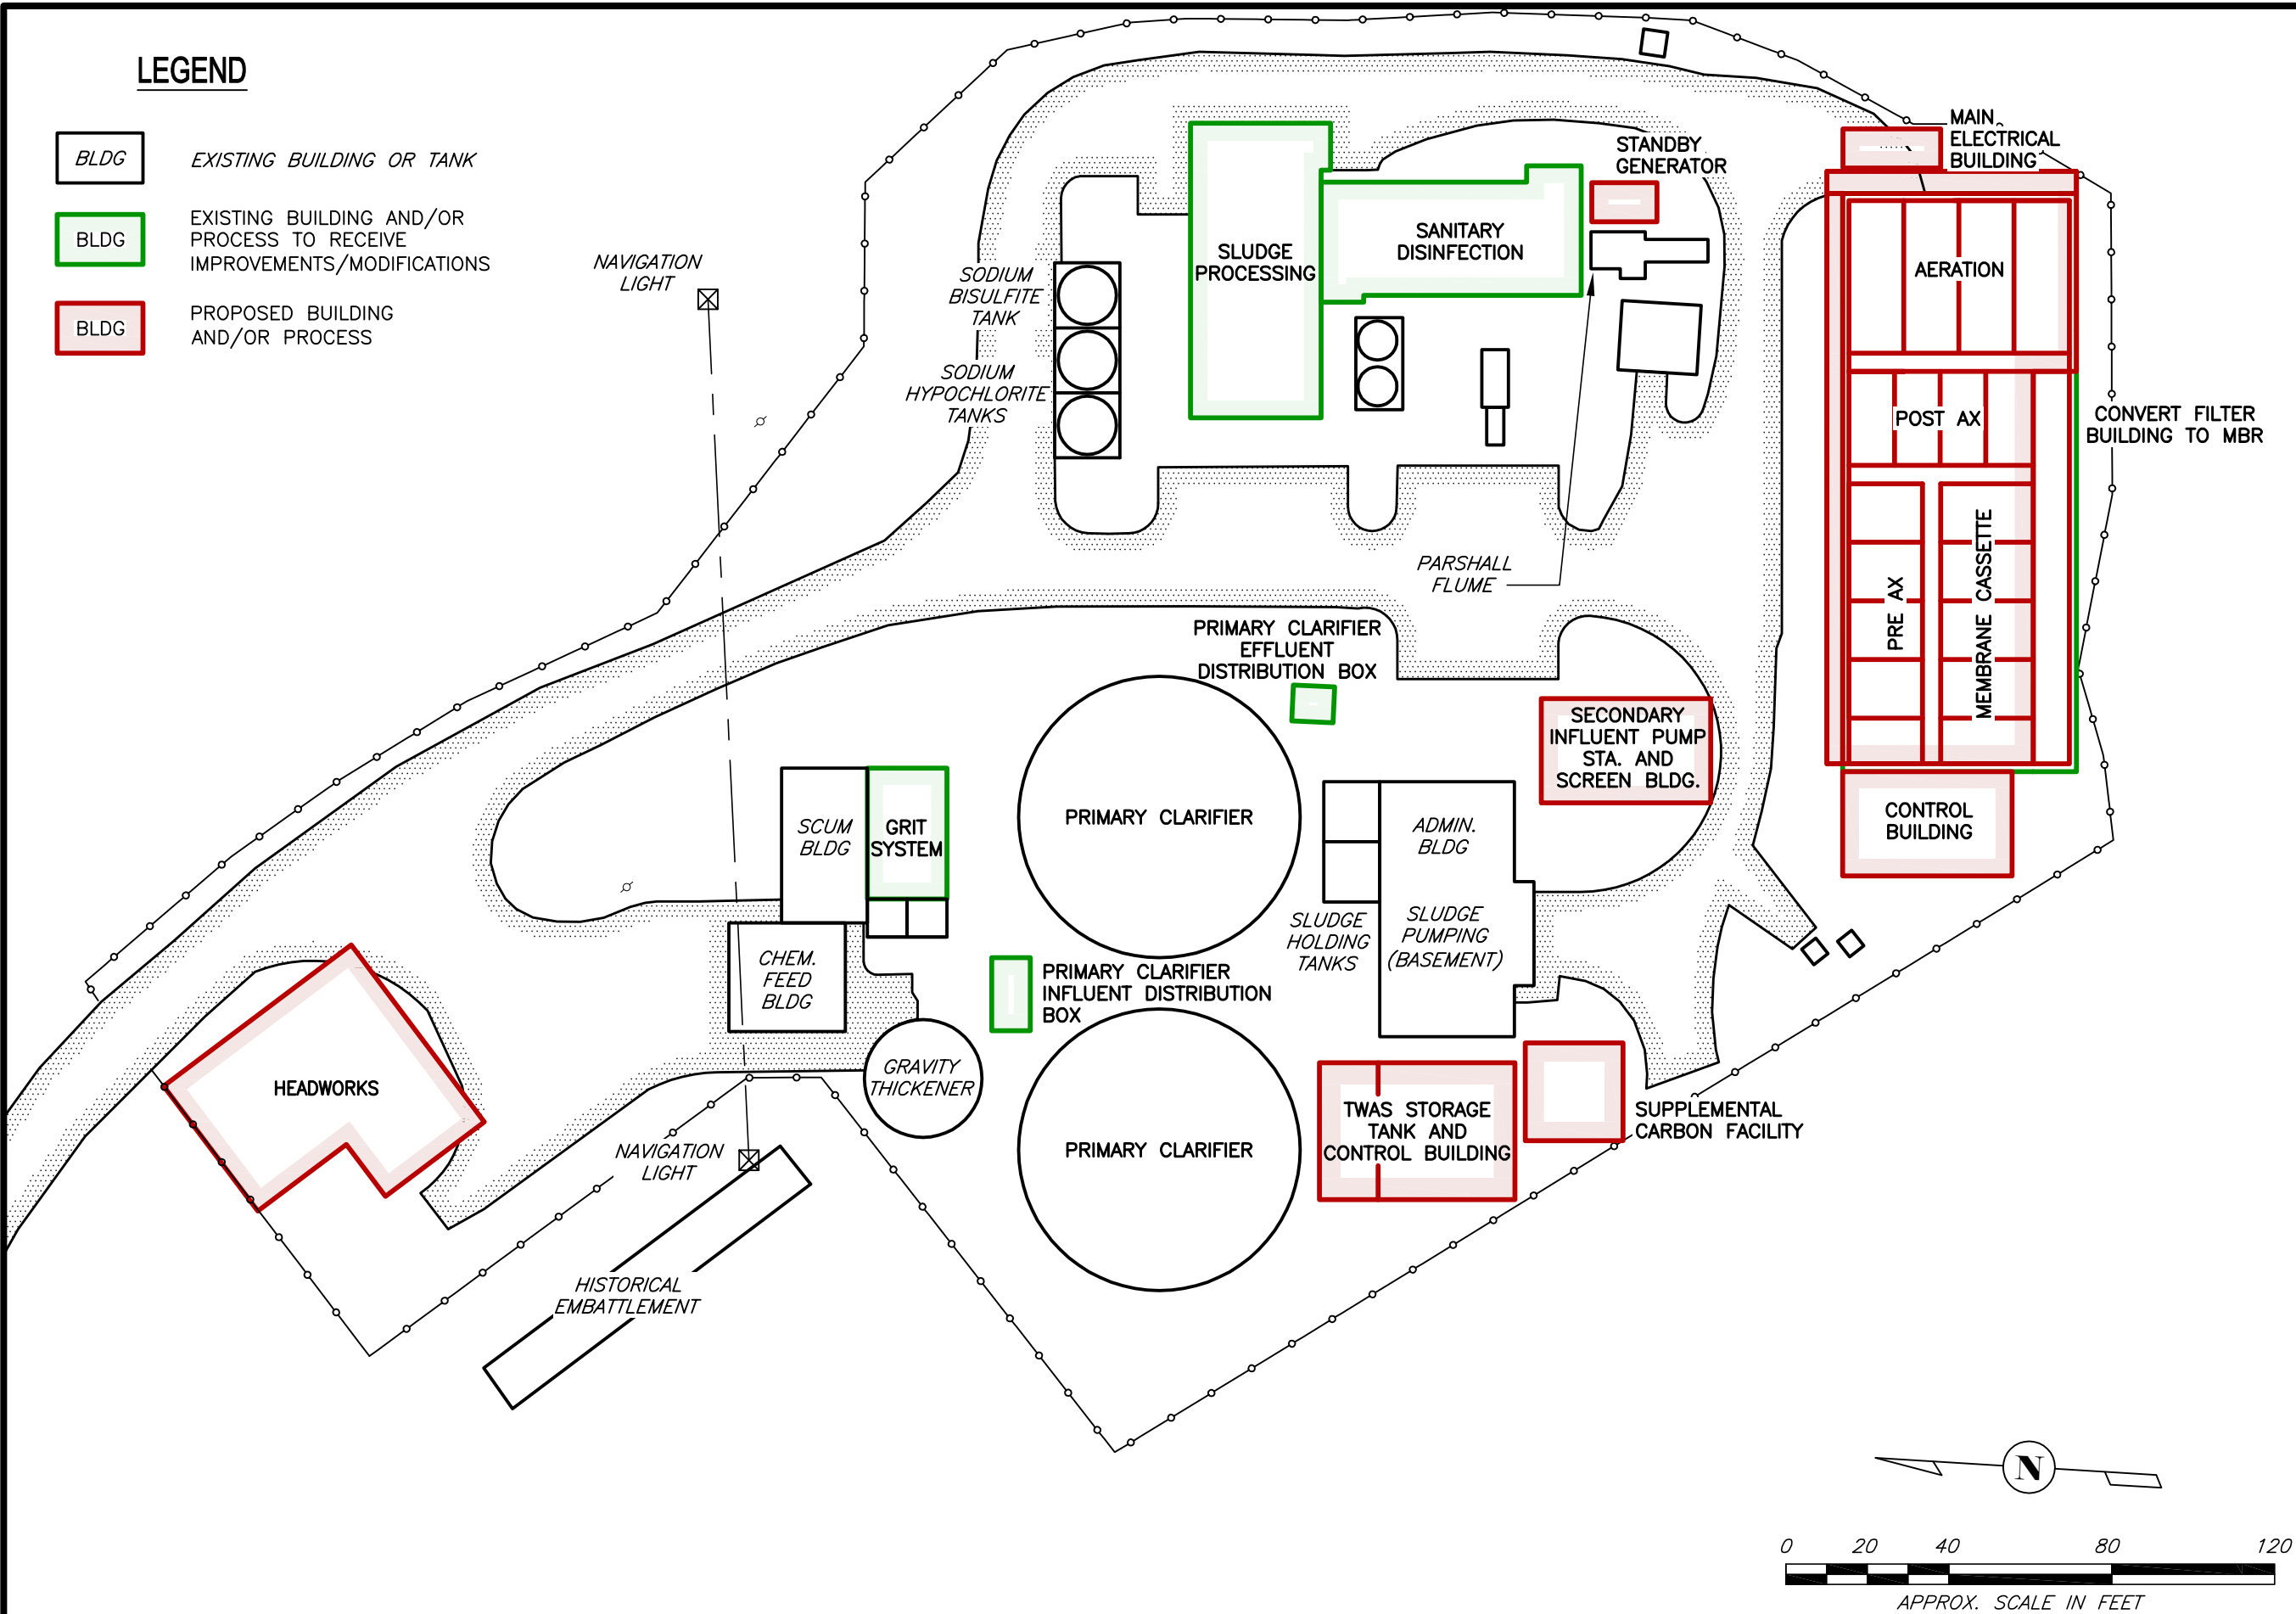 LEGEND
BLDG
EXISTING BUILDING OR TANK
BLDG
EXISTING BUILDING AND/OR
PROCESS TO RECEIVE
IMPROVEMENTS/MODIFICATIONS
BLDG
PROPOSED BUILDING
AND/OR PROCESS
NAVIGATION
LIGHT
SODIUM
BISULFITE
TANK
SODIUM
HYPOCHLORITE
TANKS
SLUDGE
PROCESSING
SANITARY
DISINFECTION
STANDBY
GENERATOR
MAIN
ELECTRICAL
BUILDING
AERATION
POST AX
CONVERT FILTER
BUILDING TO MBR
PRE AX
MEMBRANE CASSETTE
PARSHALL
FLUME
PRIMARY CLARIFIER
EFFLUENT
DISTRIBUTION BOX
SECONDARY
INFLUENT PUMP
STA. AND
SCREEN BLDG.
CONTROL
BUILDING
SCUM
BLDG
GRIT
SYSTEM
PRIMARY CLARIFIER
ADMIN.
BLDG
SLUDGE
HOLDING
TANKS
SLUDGE
PUMPING
(BASEMENT)
CHEM.
FEED
BLDG
PRIMARY CLARIFIER
INFLUENT DISTRIBUTION
BOX
GRAVITY
THICKENER
HEADWORKS
NAVIGATION
LIGHT
PRIMARY CLARIFIER
TWAS STORAGE
TANK AND
CONTROL BUILDING
SUPPLEMENTAL
CARBON FACILITY
HISTORICAL
EMBATTLEMENT
N
0 20 40 80 120
APPROX. SCALE IN FEET